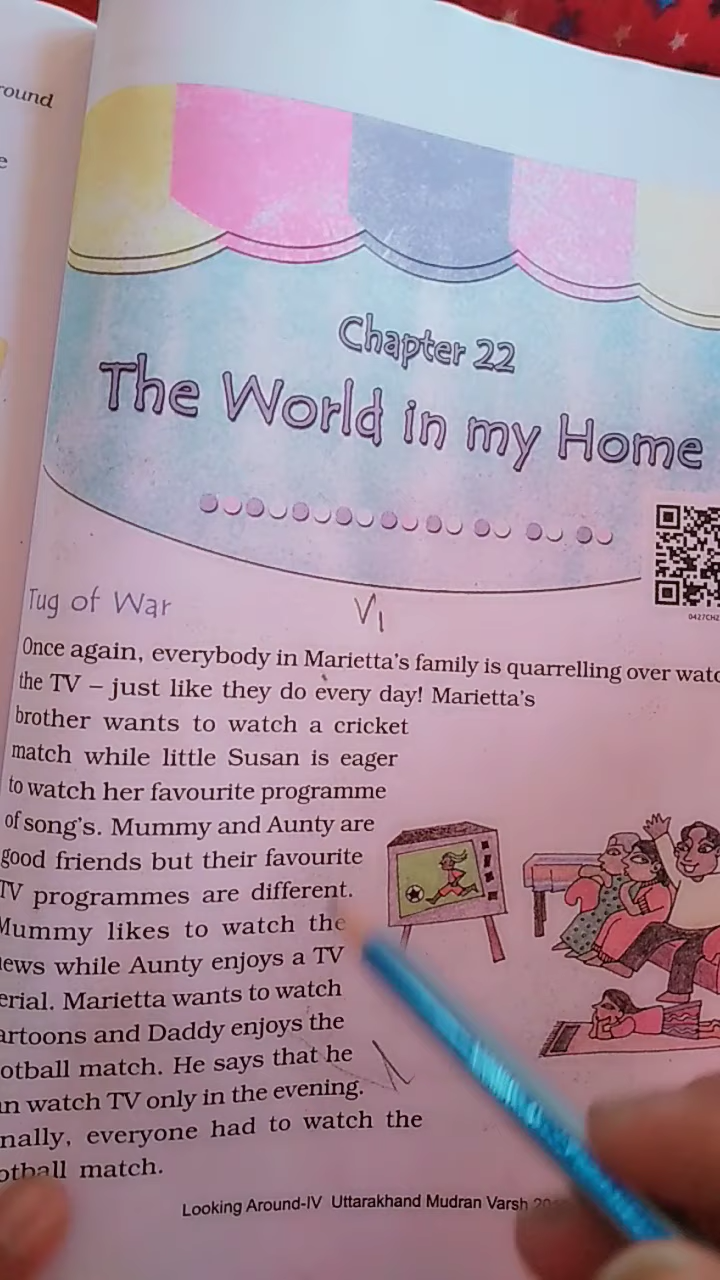 round
e
Chapter 22
The World in my Home
Tug of War
V1
Once again, everybody in Marietta's family is quarrelling over
the TV – just like they do every day! Marietta's
brother wants to watch a cricket
match while little Susan is eager
to watch her favourite programme
of song's. Mummy and Aunty are
good friends but their favourite
TV programmes are different.
Mummy likes to watch the
ews while Aunty enjoys a TV
erial. Marietta wants to watch
artoons and Daddy enjoys the
otball match. He says that he
an watch TV only in the evening.
nally, everyone had to watch the
otball match.
Looking Around-IV Uttarakhand Mudran Varsh